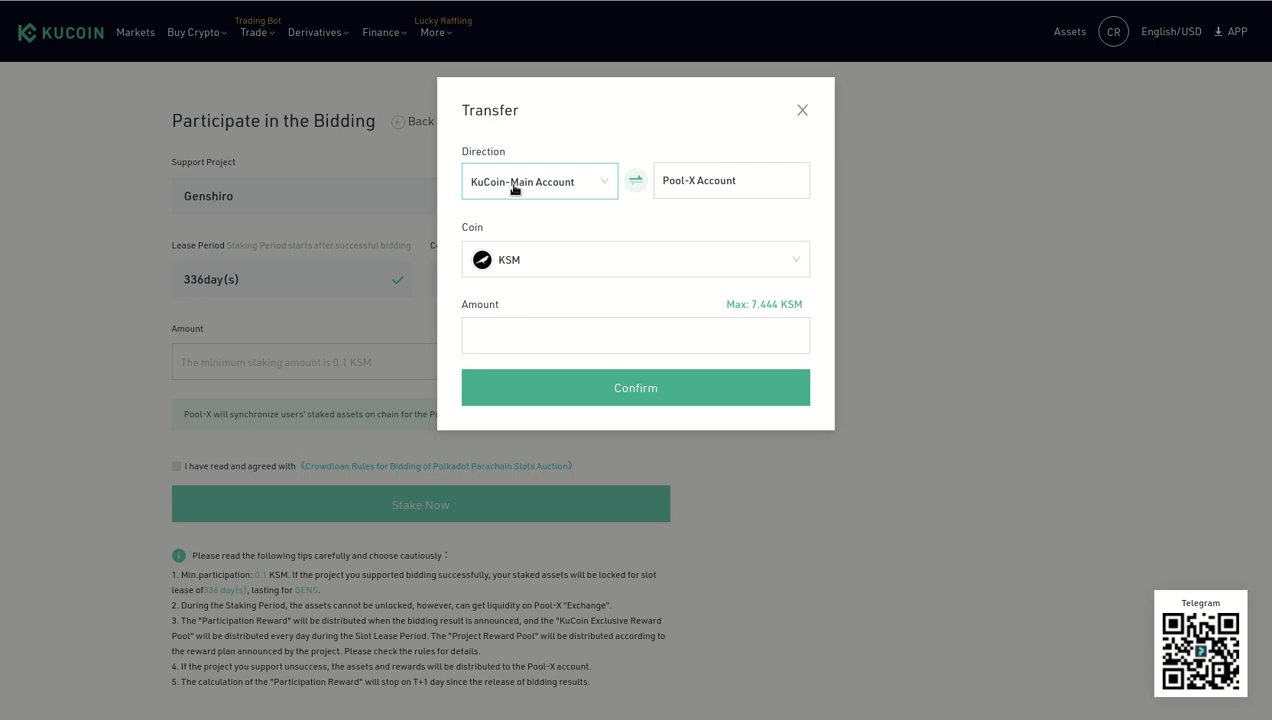 KUCOIN
Markets
Buy Crypto
Trading Bot
Trade
Derivatives
Finance
Lucky Raffling
More
Assets
CR
English/USD
APP
Participate in the Bidding
Back
Support Project
Genshiro
Lease Period Staking Period starts after successful bidding
336day(s)
Amount
The minimum staking amount is 0.1 KSM
Pool-X will synchronize users' staked assets on chain for the
I have read and agreed with 《Crowdloan Rules for Bidding of Polkadot Parachain Slots Auction》
Stake Now
Please read the following tips carefully and choose cautiously：
1. Min.participation: 0.1 KSM. If the project you supported bidding successfully, your staked assets will be locked for slot
lease of336 day(s), lasting for GENS.
2. During the Staking Period, the assets cannot be unlocked, however, can get liquidity on Pool-X "Exchange".
3. The "Participation Reward" will be distributed when the bidding result is announced, and the "KuCoin Exclusive Reward
Pool" will be distributed every day during the Slot Lease Period. The "Project Reward Pool" will be distributed according to
the reward plan announced by the project. Please check the rules for details.
4. If the project you support unsuccess, the assets and rewards will be distributed to the Pool-X account.
5. The calculation of the "Participation Reward" will stop on T+1 day since the release of bidding results.
Transfer
Direction
KuCoin-Main Account
Pool-X Account
Coin
KSM
Amount
Max: 7.444 KSM
Confirm
Telegram